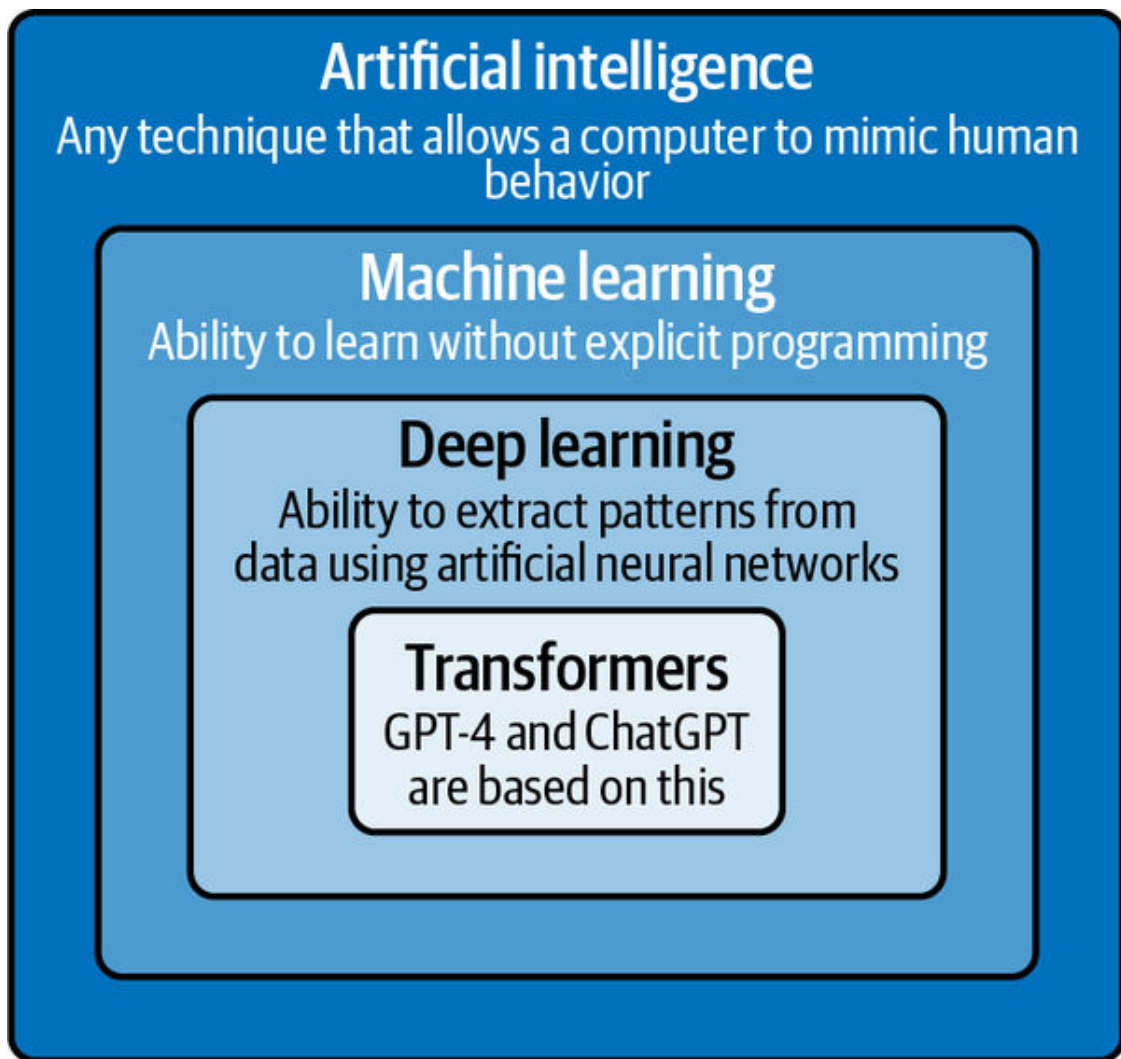 Artificial intelligence
Any technique that allows a computer to mimic human
behavior
Machine learning
Ability to learn without explicit programming
Deep learning
Ability to extract patterns from
data using artificial neural networks
Transformers
GPT-4 and ChatGPT
are based on this